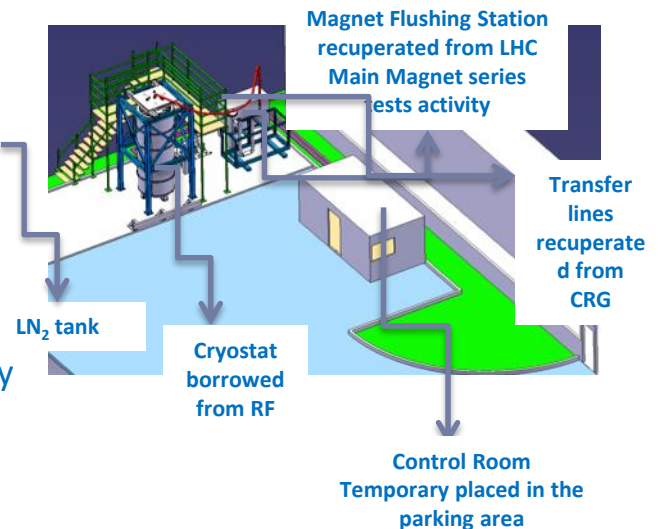 Magnet Flushing Station
recuperated from LHC
Main Magnet series
tests activity
Transfer
lines
recuperate
d from
CRG
LN2 tank
y
Cryostat
borrowed
from RF
Control Room
Temporary placed in the
parking area